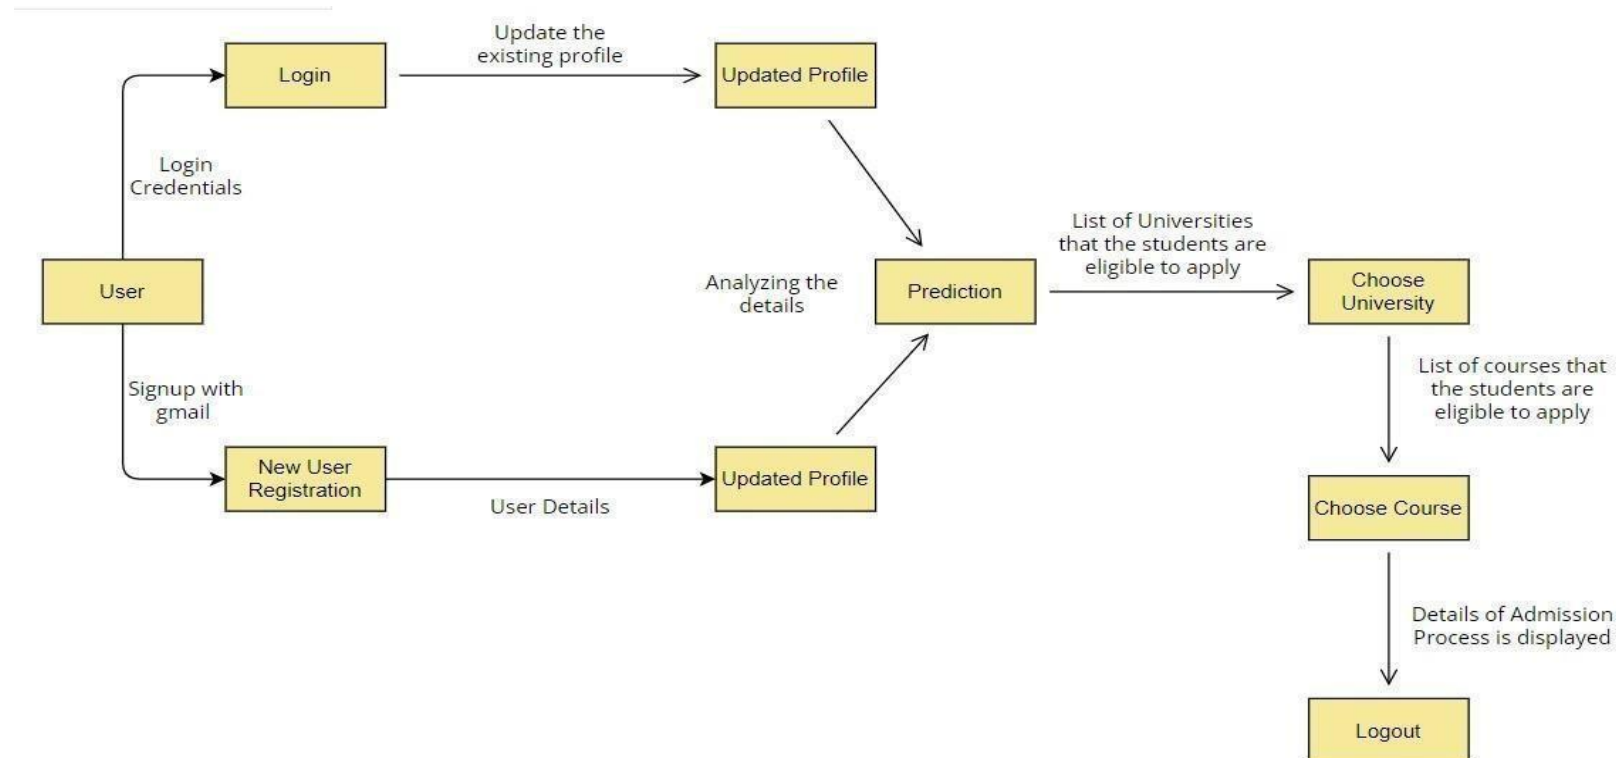 Update the
existing profile
Login
Updated Profile
Login
Credentials
List of Universities
that the students are
eligible to apply
User
Analyzing the
details
Prediction
Choose
University
Signup with
gmail
List of courses that
the students are
eligible to apply
New User
Registration
User Details
Updated Profile
Choose Course
Details of Admission
Process is displayed
Logout